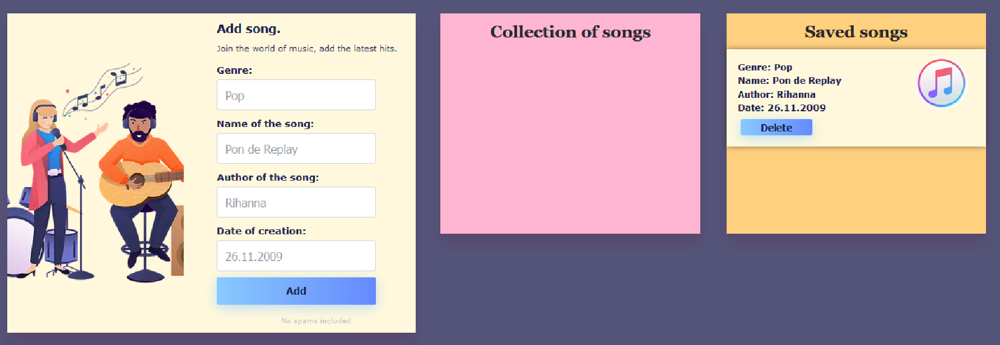 Add song.
Join the world of music, add the latest hits.
Genre:
Pop
Name of the song:
Pon de Replay
Author of the song:
Rihanna
Date of creation:
26.11.2009
Add
No spams included
Collection of songs
Saved songs
Genre: Pop
Name: Pon de Replay
Author: Rihanna
Date: 26.11.2009
Delete